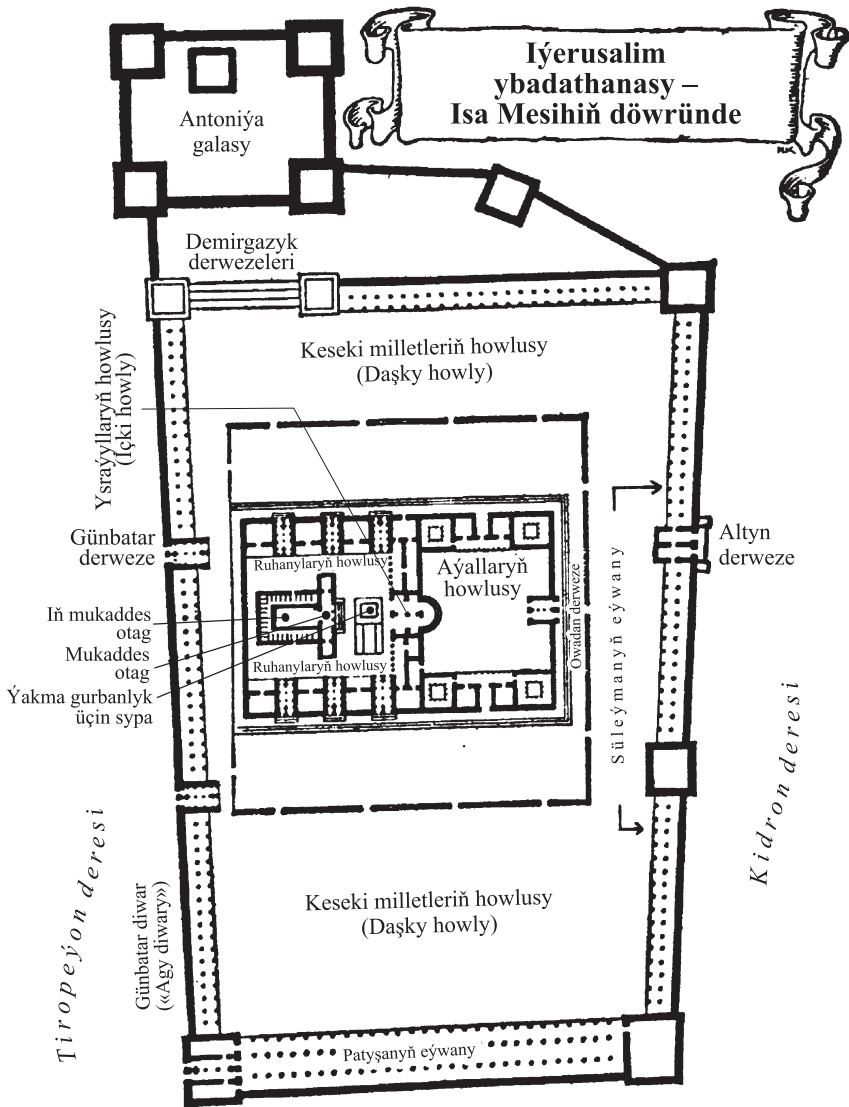 Iýerusalim
ybadathanasy –
Isa Mesihiň döwründe
Antoniýa
galasy
Demirgazyk
derwezeleri
Keseki milletleriň howlusy
(Daşky howly)
Ysraýyllaryň howlusy
(Içki howly)
Günbatar
derweze
Altyn
derweze
Ruhanylaryň howlusy
Aýallaryň
howlusy
Owadan derweze
Süleýmanyň eýwany
Iň mukaddes
otag
Mukaddes
otag
Ruhanylaryň howlusy
Ýakma gurbanlyk
üçin sypa
Kidron deresi
Tiropeýon deresi
Günbatar diwar
(«Agy diwary»)
Keseki milletleriň howlusy
(Daşky howly)
Patyşanyň eýwany